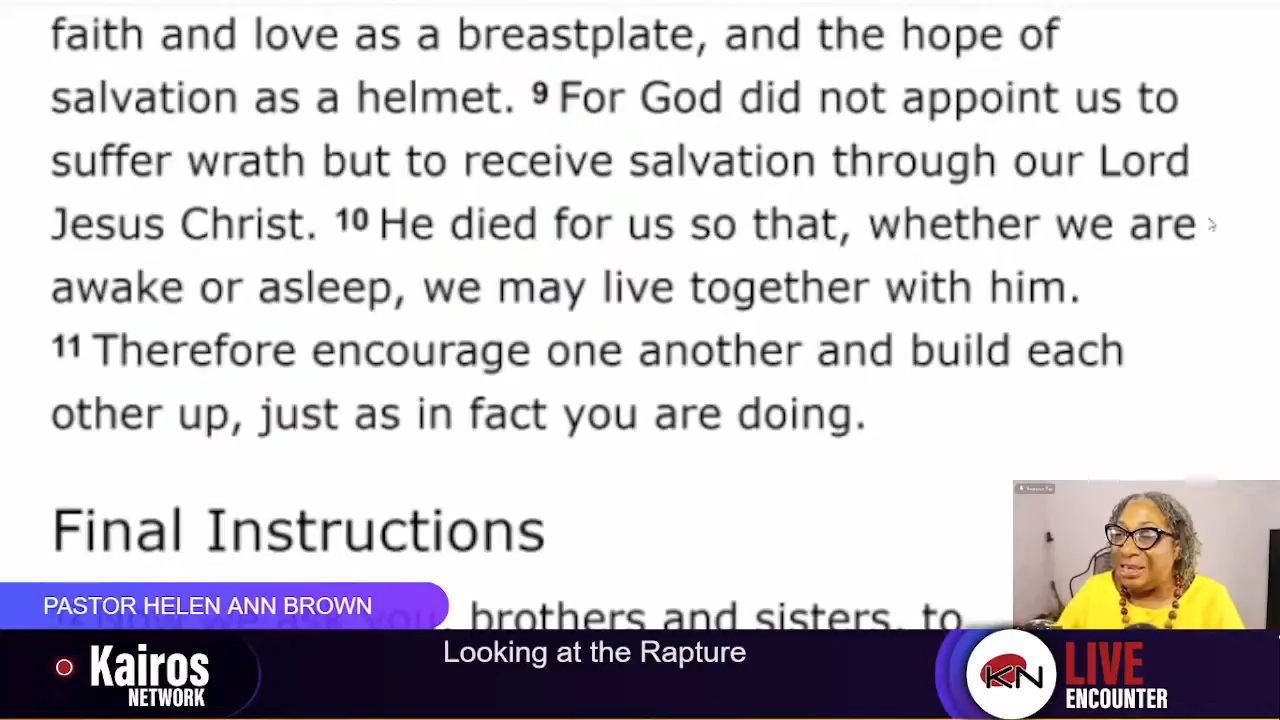 faith and love as a breastplate, and the hope of
salvation as a helmet. 9 For God did not appoint us to
suffer wrath but to receive salvation through our Lord
Jesus Christ. 10 He died for us so that, whether we are
awake or asleep, we may live together with him.
11 Therefore encourage one another and build each
other up, just as in fact you are doing.
Final Instructions
PASTOR HELEN ANN BROWN
Now we ask you, brothers and sisters, to
Looking at the Rapture
Kairos
NETWORK
KN
LIVE
ENCOUNTER